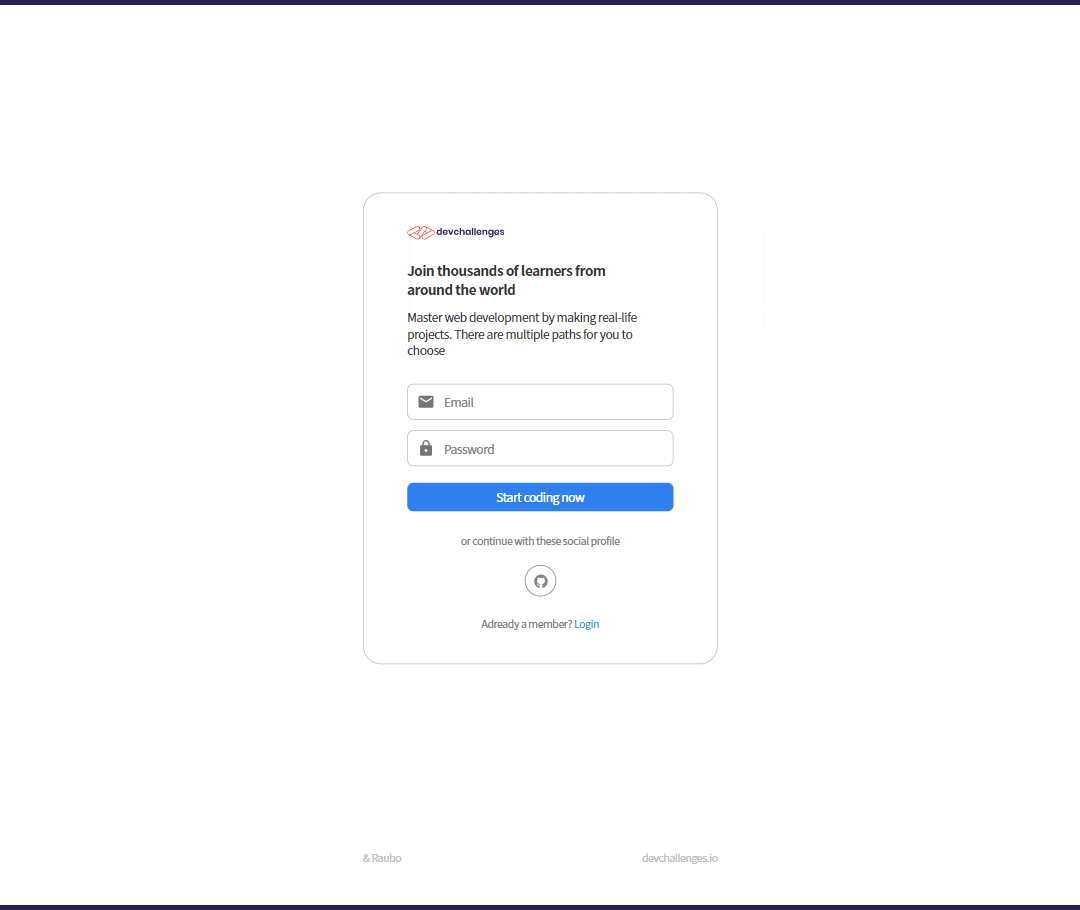 devchallenges
Join thousands of learners from
around the world
Master web development by making real-life
projects. There are multiple paths for you to
choose
Email
Password
Start coding now
or continue with these social profile
Adready a member? Login
& Raubo
devchallenges.io